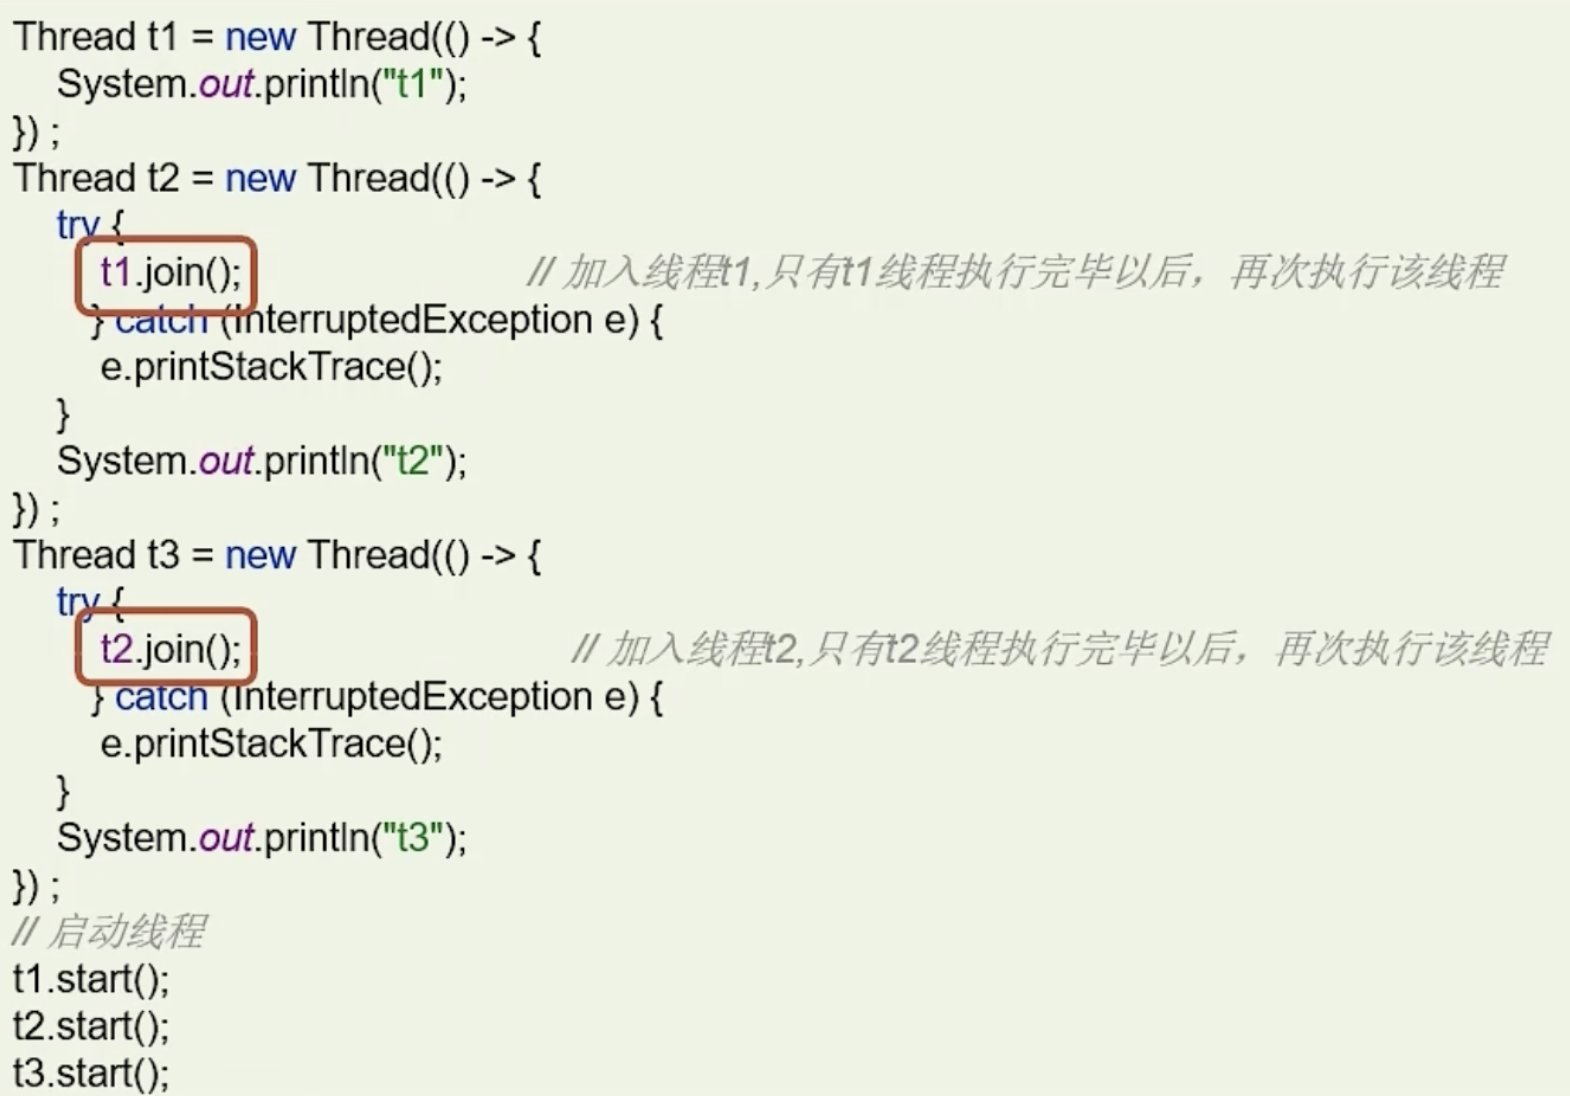 Thread t1 = new Thread(() -> {
System.out.println("t1");
}) ;
Thread t2 = new Thread(() -> {
try {
t1.join(); // 加入线程t1,只有t1线程执行完毕以后，再次执行该线程
} catch (InterruptedException e) {
e.printStackTrace();
}
System.out.println("t2");
}) ;
Thread t3 = new Thread(() -> {
try {
t2.join(); // 加入线程t2,只有t2线程执行完毕以后，再次执行该线程
} catch (InterruptedException e) {
e.printStackTrace();
}
System.out.println("t3");
}) ;
// 启动线程
t1.start();
t2.start();
t3.start();